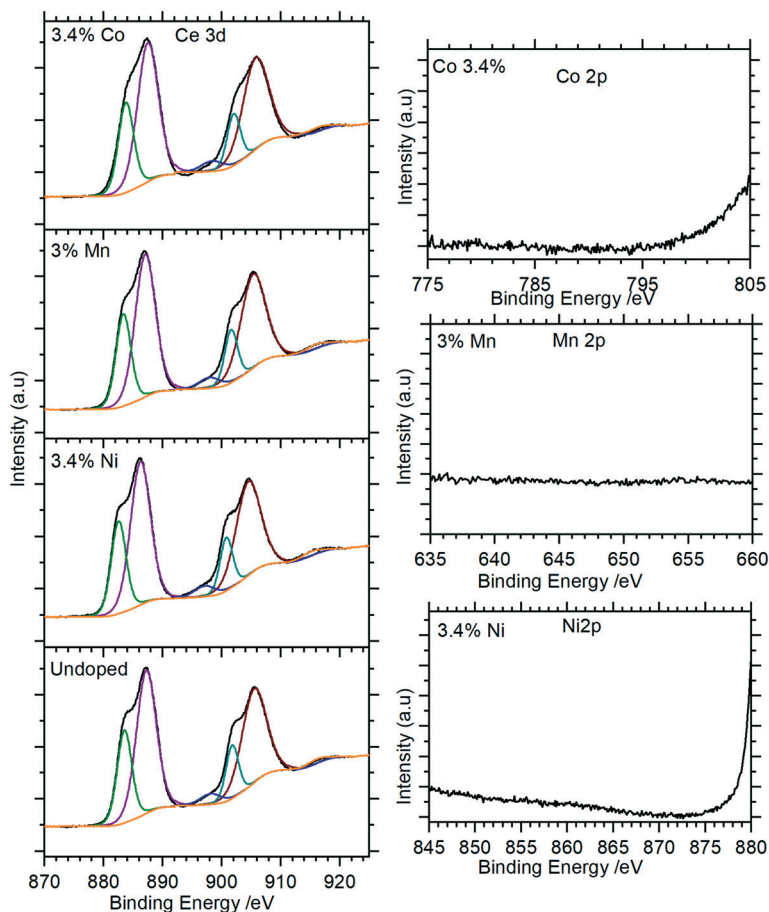 3.4% Co Ce 3d
3% Mn
3.4% Ni
Undoped
Intensity (a.u)
870 880 890 900 910 920
Binding Energy /eV
Co 3.4%
Co 2p
Intensity (a.u)
775 785 795 805
Binding Energy /eV
3% Mn Mn 2p
Intensity (a.u)
635 640 645 650 655 660
Binding Energy /eV
3.4% Ni Ni2p
Intensity (a.u)
845 850 855 860 865 870 875 880
Binding Energy /eV